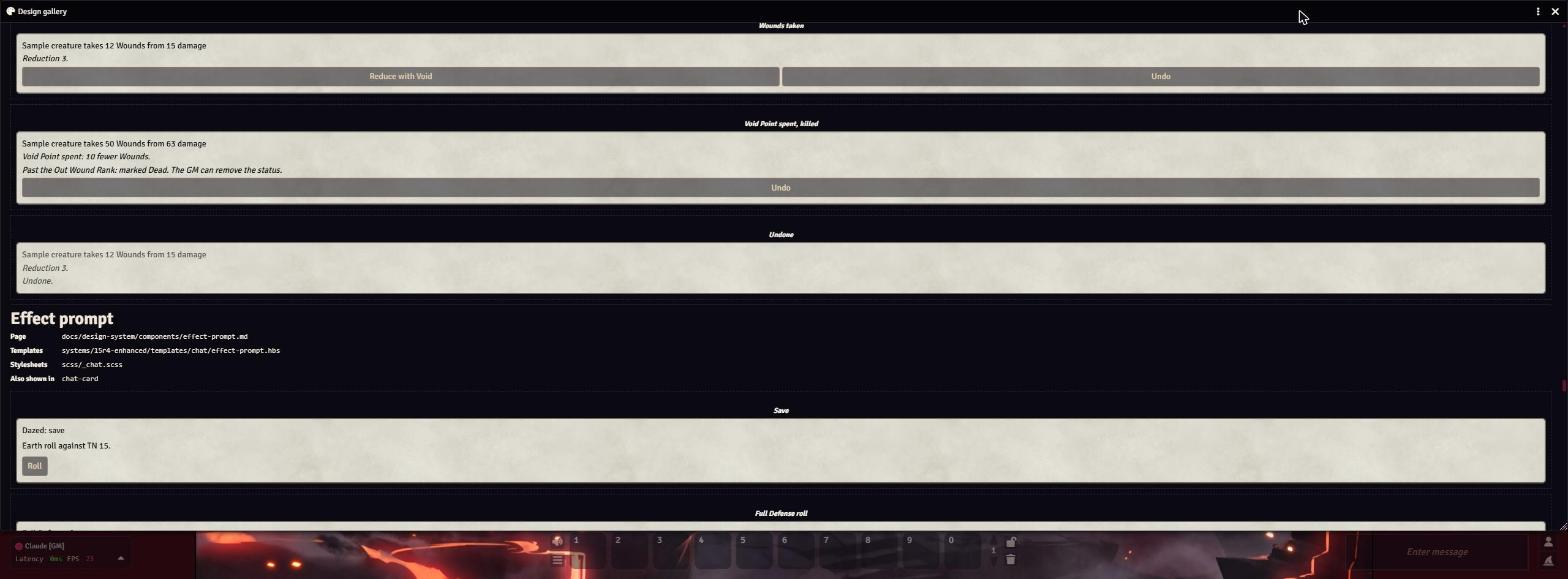 Design gallery
Wounds taken
Sample creature takes 12 Wounds from 15 damage
Reduction 3.
Reduce with Void
Undo
Void Point spent, killed
Sample creature takes 50 Wounds from 63 damage
Void Point spent: 10 fewer Wounds.
Past the Out Wound Rank: marked Dead. The GM can remove the status.
Undo
Undone
Sample creature takes 12 Wounds from 15 damage
Reduction 3.
Undone.
Effect prompt
Page docs/design-system/components/effect-prompt.md
Templates systems/l5r4-enhanced/templates/chat/effect-prompt.hbs
Stylesheets scss/_chat.scss
Also shown in chat-card
Save
Dazed: save
Earth roll against TN 15.
Roll
Full Defense roll
Claude [GM]
Latency 0ms FPS 23
1 2 3 4 5 6 7 8 9 0
1
Enter message